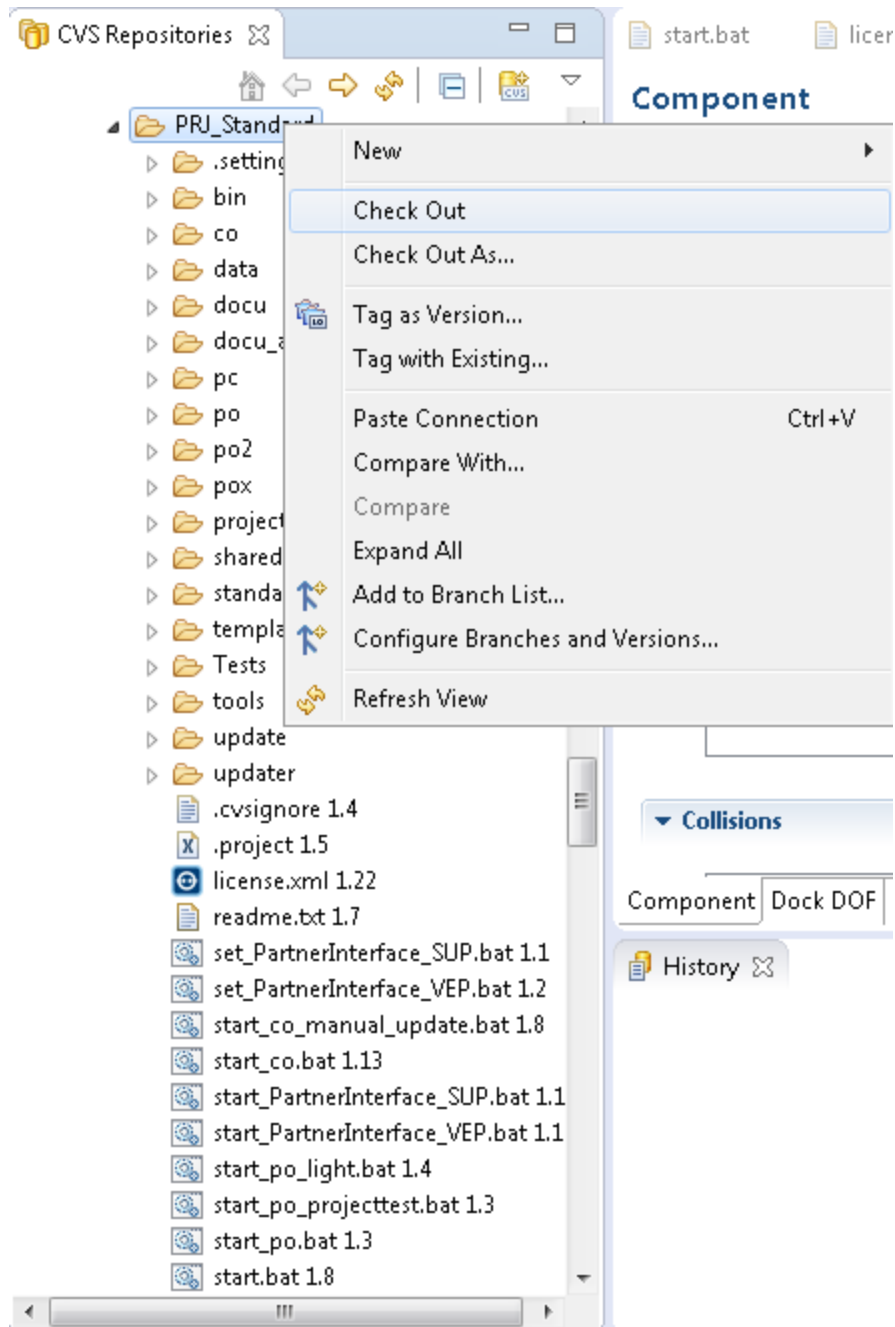 CVS Repositories
start.bat
CVS
Component
PRJ_Standard
New
Check Out
Check Out As...
Tag as Version...
Tag with Existing...
Paste Connection Ctrl+V
Compare With...
Compare
Expand All
Add to Branch List...
Configure Branches and Versions...
Refresh View
bin
co
data
docu
pc
po
po2
pox
project
shared
Tests
tools
update
updater
.cvsignore 1.4
.project 1.5
license.xml 1.22
readme.txt 1.7
set_PartnerInterface_SUP.bat 1.1
set_PartnerInterface_VEP.bat 1.2
start_co_manual_update.bat 1.8
start_co.bat 1.13
start_PartnerInterface_SUP.bat 1.1
start_PartnerInterface_VEP.bat 1.1
start_po_light.bat 1.4
start_po_projecttest.bat 1.3
start_po.bat 1.3
start.bat 1.8
Collisions
Component Dock DOF
History